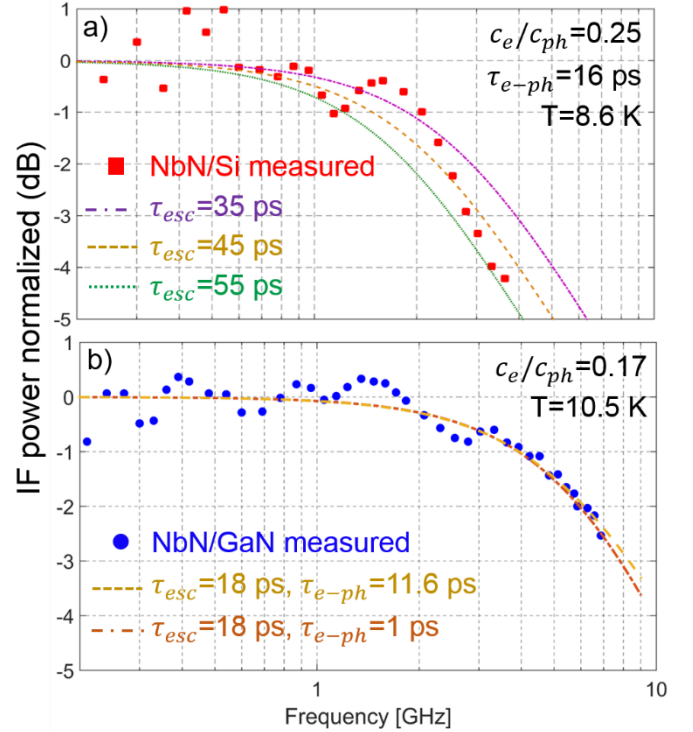 a)
c_e/c_ph=0.25
τ_e-ph=16 ps
T=8.6 K
1
0
-1
-2
-3
-4
-5
NbN/Si measured
τ_esc=35 ps
τ_esc=45 ps
τ_esc=55 ps
IF power normalized (dB)
b)
c_e/c_ph=0.17
T=10.5 K
1
0
-1
-2
-3
-4
-5
NbN/GaN measured
τ_esc=18 ps, τ_e-ph=11.6 ps
τ_esc=18 ps, τ_e-ph=1 ps
1
10
Frequency [GHz]